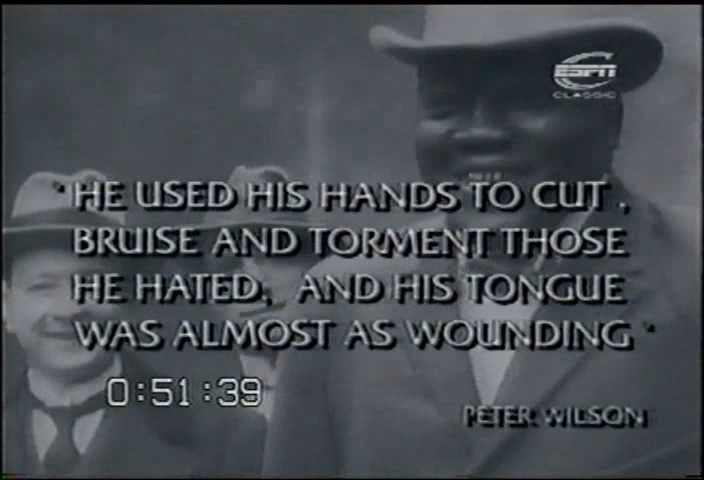 ESPN
CLASSIC
"HE USED HIS HANDS TO CUT,
BRUISE AND TORMENT THOSE
HE HATED, AND HIS TONGUE
WAS ALMOST AS WOUNDING"
0:51:39
PETER WILSON